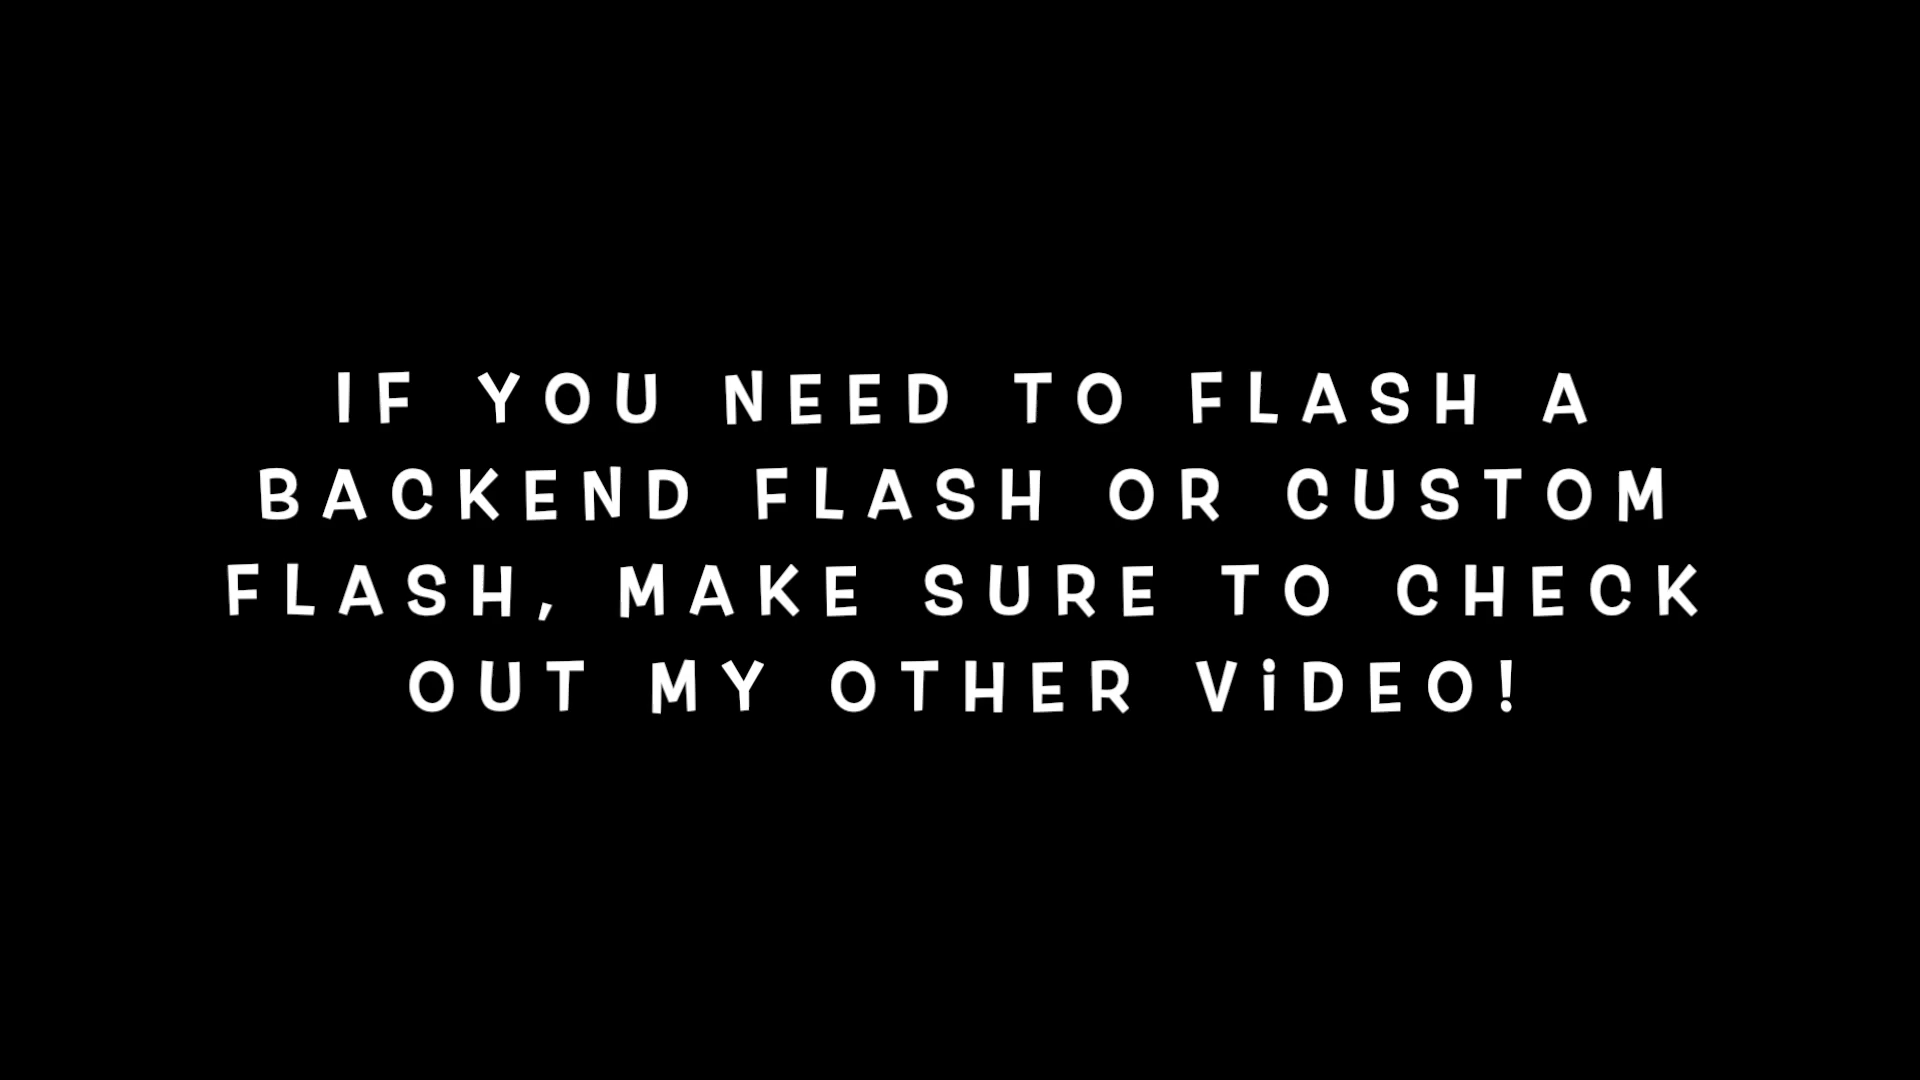 IF YOU NEED TO FLASH A
BACKEND FLASH OR CUSTOM
FLASH, MAKE SURE TO CHECK
OUT MY OTHER ViDEO!